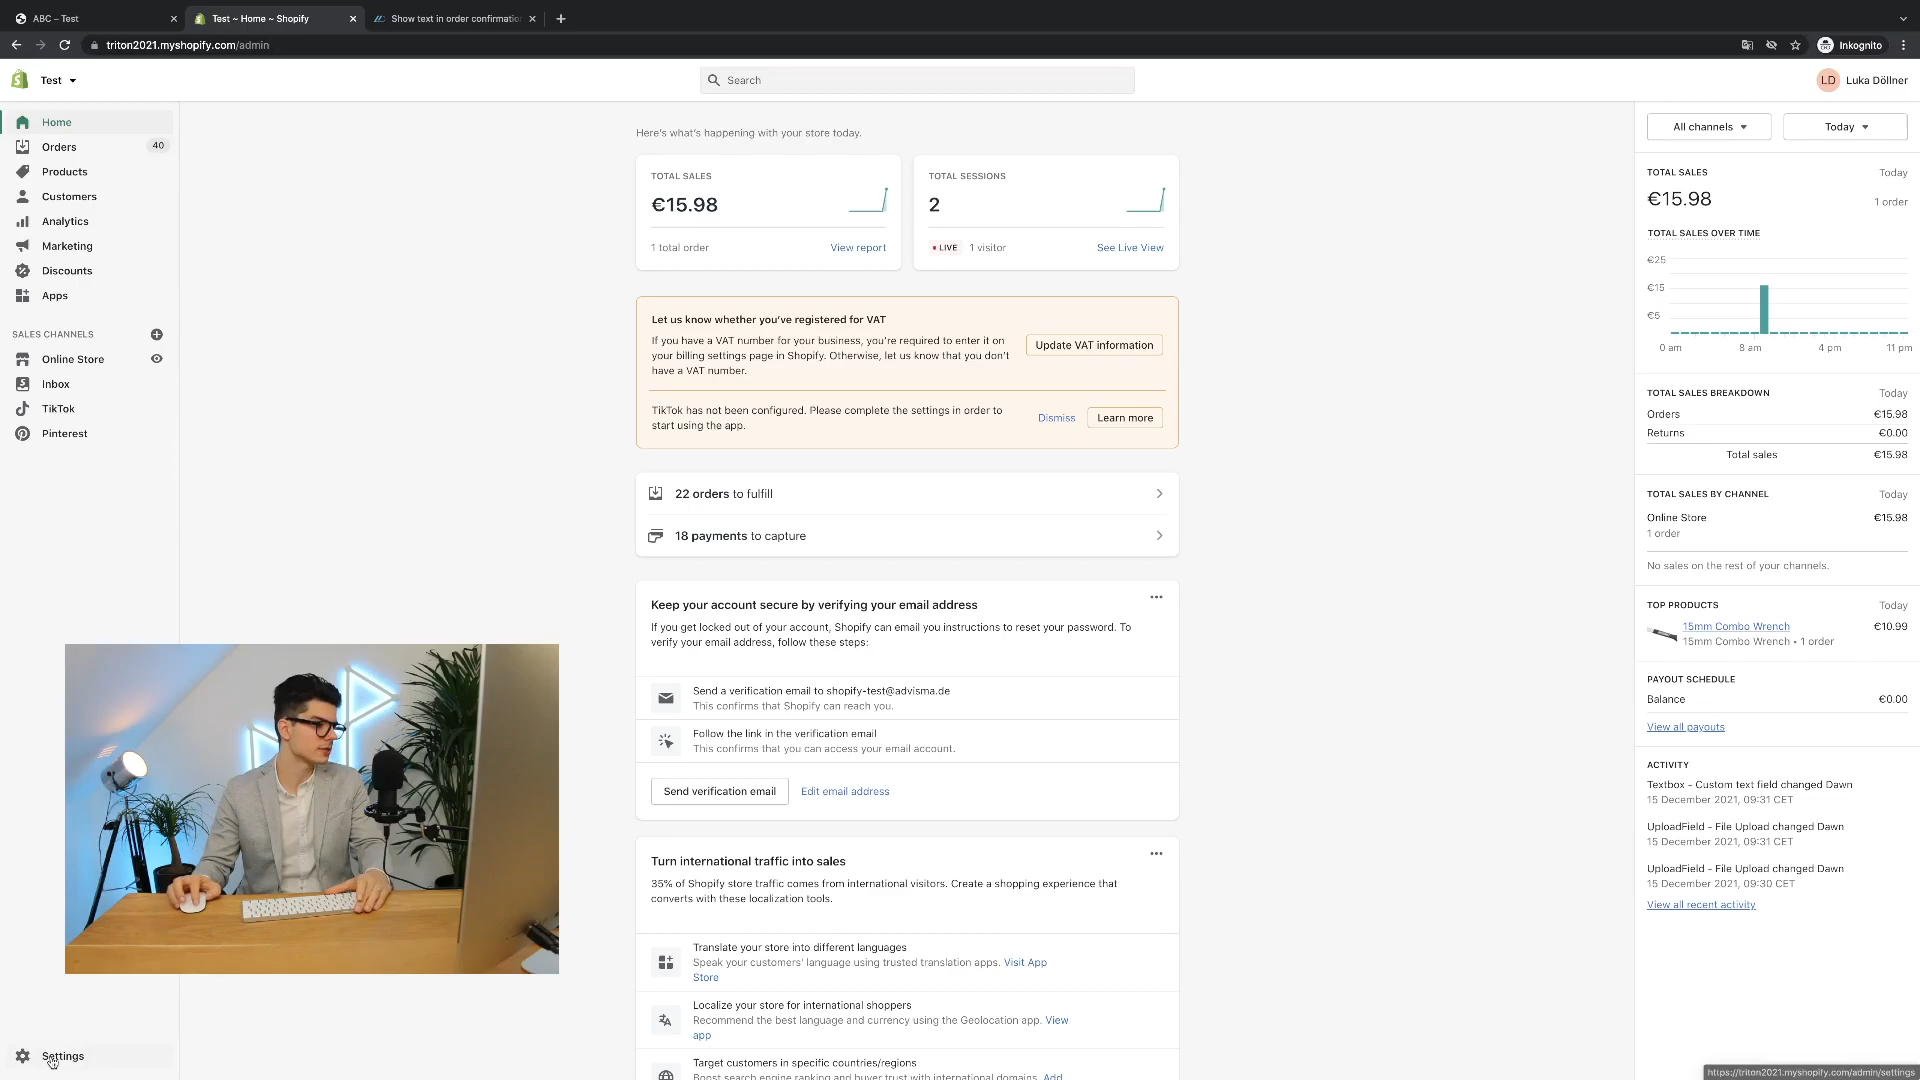 ABC – Test
Test ~ Home ~ Shopify
Show text in order confirmation
triton2021.myshopify.com/admin
Inkognito
Test
Search
LD
Luka Döllner
Home
Orders
40
Products
Customers
Analytics
Marketing
Discounts
Apps
SALES CHANNELS
Online Store
Inbox
TikTok
Pinterest
Settings
Here's what's happening with your store today.
TOTAL SALES
€15.98
1 total order
View report
TOTAL SESSIONS
2
LIVE
1 visitor
See Live View
Let us know whether you've registered for VAT
If you have a VAT number for your business, you're required to enter it on
your billing settings page in Shopify. Otherwise, let us know that you don't
have a VAT number.
Update VAT information
TikTok has not been configured. Please complete the settings in order to
start using the app.
Dismiss
Learn more
22 orders to fulfill
18 payments to capture
Keep your account secure by verifying your email address
If you get locked out of your account, Shopify can email you instructions to reset your password. To
verify your email address, follow these steps:
Send a verification email to shopify-test@advisma.de
This confirms that Shopify can reach you.
Follow the link in the verification email
This confirms that you can access your email account.
Send verification email
Edit email address
Turn international traffic into sales
35% of Shopify store traffic comes from international visitors. Create a shopping experience that
converts with these localization tools.
Translate your store into different languages
Speak your customers' language using trusted translation apps. Visit App
Store
Localize your store for international shoppers
Recommend the best language and currency using the Geolocation app. View
app
Target customers in specific countries/regions
Boost search engine ranking and buyer trust with international domains. Add
All channels
Today
TOTAL SALES
Today
€15.98
1 order
TOTAL SALES OVER TIME
€25
€15
€5
0 am
8 am
4 pm
11 pm
TOTAL SALES BREAKDOWN
Today
Orders
€15.98
Returns
€0.00
Total sales
€15.98
TOTAL SALES BY CHANNEL
Today
Online Store
€15.98
1 order
No sales on the rest of your channels.
TOP PRODUCTS
Today
15mm Combo Wrench
€10.99
15mm Combo Wrench • 1 order
PAYOUT SCHEDULE
Balance
€0.00
View all payouts
ACTIVITY
Textbox - Custom text field changed Dawn
15 December 2021, 09:31 CET
UploadField - File Upload changed Dawn
15 December 2021, 09:31 CET
UploadField - File Upload changed Dawn
15 December 2021, 09:30 CET
View all recent activity
https://triton2021.myshopify.com/admin/settings